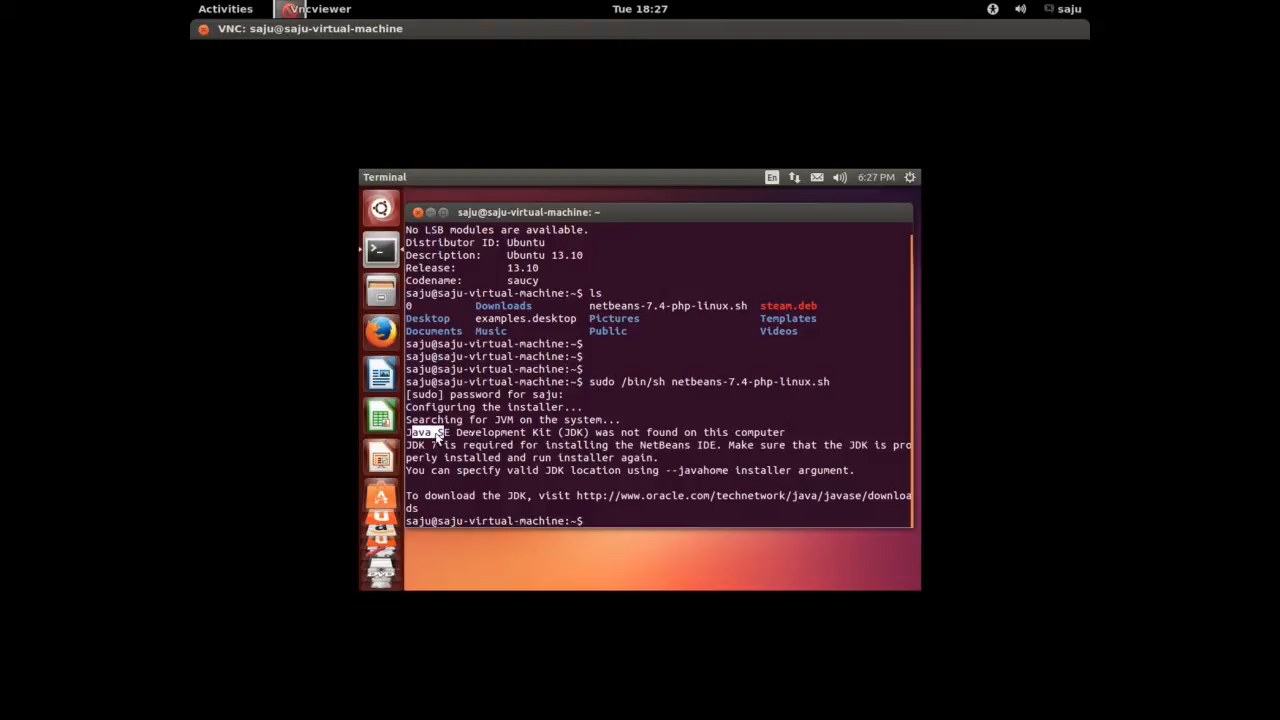 Activities Vncviewer Tue 18:27 saju
VNC: saju@saju-virtual-machine
Terminal En 6:27 PM
saju@saju-virtual-machine: ~
No LSB modules are available.
Distributor ID: Ubuntu
Description: Ubuntu 13.10
Release: 13.10
Codename: saucy
saju@saju-virtual-machine:~$ ls
0 Downloads netbeans-7.4-php-linux.sh steam.deb
Desktop examples.desktop Pictures Templates
Documents Music Public Videos
saju@saju-virtual-machine:~$
saju@saju-virtual-machine:~$
saju@saju-virtual-machine:~$
saju@saju-virtual-machine:~$ sudo /bin/sh netbeans-7.4-php-linux.sh
[sudo] password for saju:
Configuring the installer...
Searching for JVM on the system...
Java SE Development Kit (JDK) was not found on this computer
JDK 7 is required for installing the NetBeans IDE. Make sure that the JDK is pro
perly installed and run installer again.
You can specify valid JDK location using --javahome installer argument.
To download the JDK, visit http://www.oracle.com/technetwork/java/javase/downloa
ds
saju@saju-virtual-machine:~$